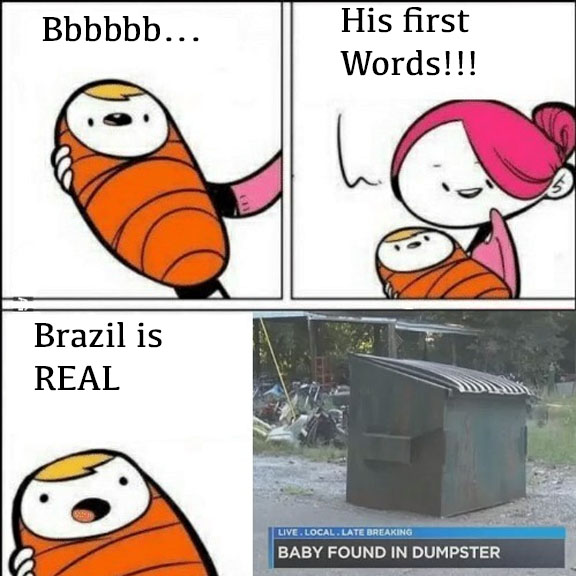 Bbbbbb...
His first
Words!!!
Brazil is
REAL
LIVE . LOCAL . LATE BREAKING
BABY FOUND IN DUMPSTER